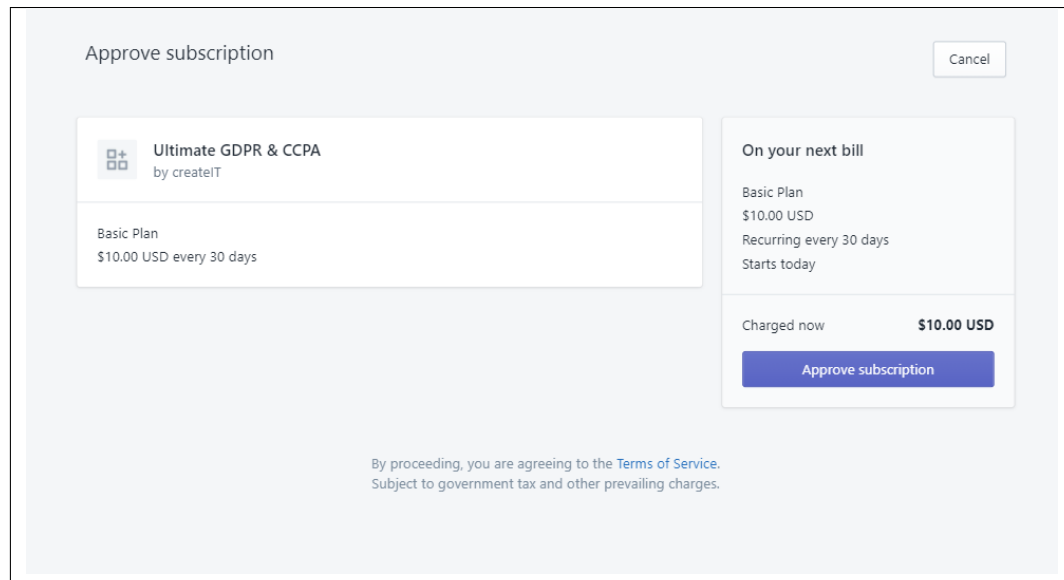 Approve subscription
Cancel
Ultimate GDPR & CCPA
by createIT
Basic Plan
$10.00 USD every 30 days
On your next bill
Basic Plan
$10.00 USD
Recurring every 30 days
Starts today
Charged now $10.00 USD
Approve subscription
By proceeding, you are agreeing to the Terms of Service.
Subject to government tax and other prevailing charges.